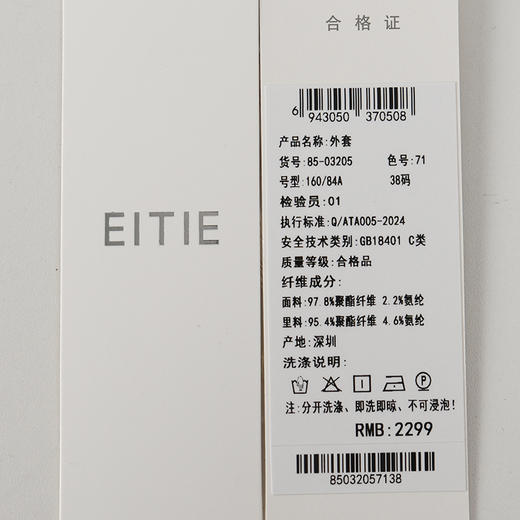 EITIE
合格证
6 943050 370508
产品名称:外套
货号:85-03205 色号:71
号型:160/84A 38码
检验员:01
执行标准:Q/ATA005-2024
安全技术类别:GB18401 C类
质量等级:合格品
纤维成分:
面料:97.8%聚酯纤维 2.2%氨纶
里料:95.4%聚酯纤维 4.6%氨纶
产地:深圳
洗涤说明:
注:分开洗涤、即洗即晾、不可浸泡!
RMB:2299
85032057138